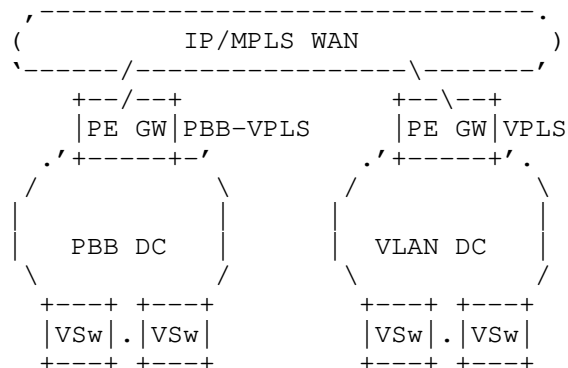 IP/MPLS WAN
PE GW PBB-VPLS PE GW VPLS
PBB DC VLAN DC
VSw . VSw VSw . VSw